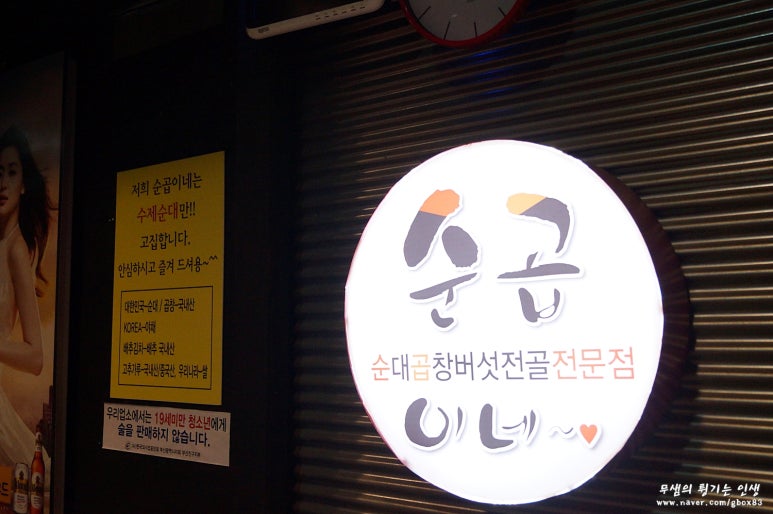 저희 순곱이네는
수제순대만!!
고집합니다.
안심하시고 즐겨 드셔용~^^
대한민국-순대 / 곱창-국내산
KOREA-야채
배추김치-배추 국내산
고추가루-국내산/중국산, 우리나라-쌀
우리업소에서는 19세미만 청소년에게
술을 판매하지 않습니다.
순곱
순대곱창버섯전골전문점
이네~♥
무샘의 튕기는 인생
www.naver.com/gbox83